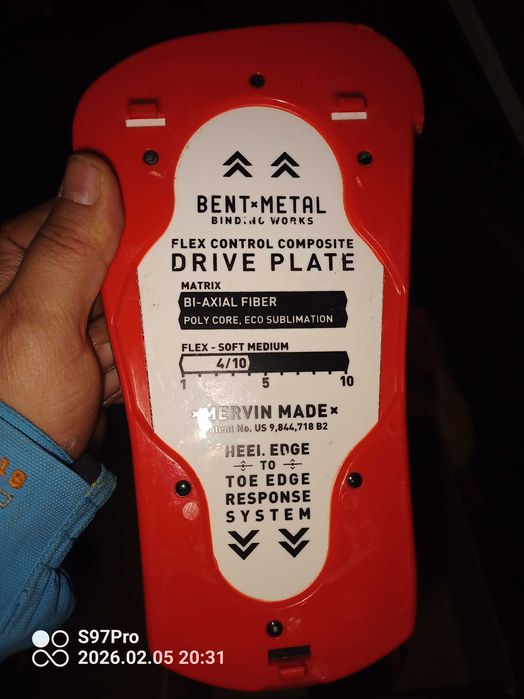 BENT×METAL
BINDING WORKS
FLEX CONTROL COMPOSITE
DRIVE PLATE
MATRIX
BI-AXIAL FIBER
POLY CORE, ECO SUBLIMATION
FLEX - SOFT MEDIUM
4/10
1 5 10
×MERVIN MADE×
No. US 9,844,718 B2
HEEL EDGE
TO
TOE EDGE
RESPONSE
SYSTEM
S97Pro
2026.02.05 20:31